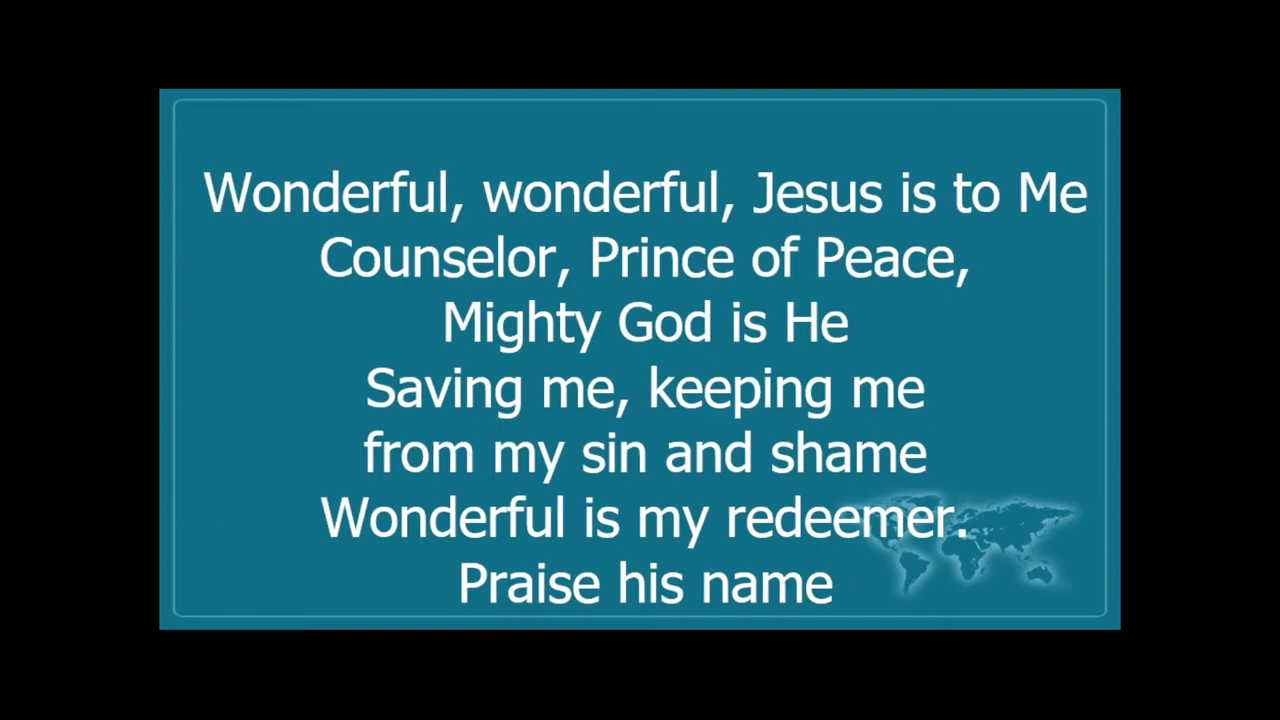 Wonderful, wonderful, Jesus is to Me
Counselor, Prince of Peace,
Mighty God is He
Saving me, keeping me
from my sin and shame
Wonderful is my redeemer.
Praise his name